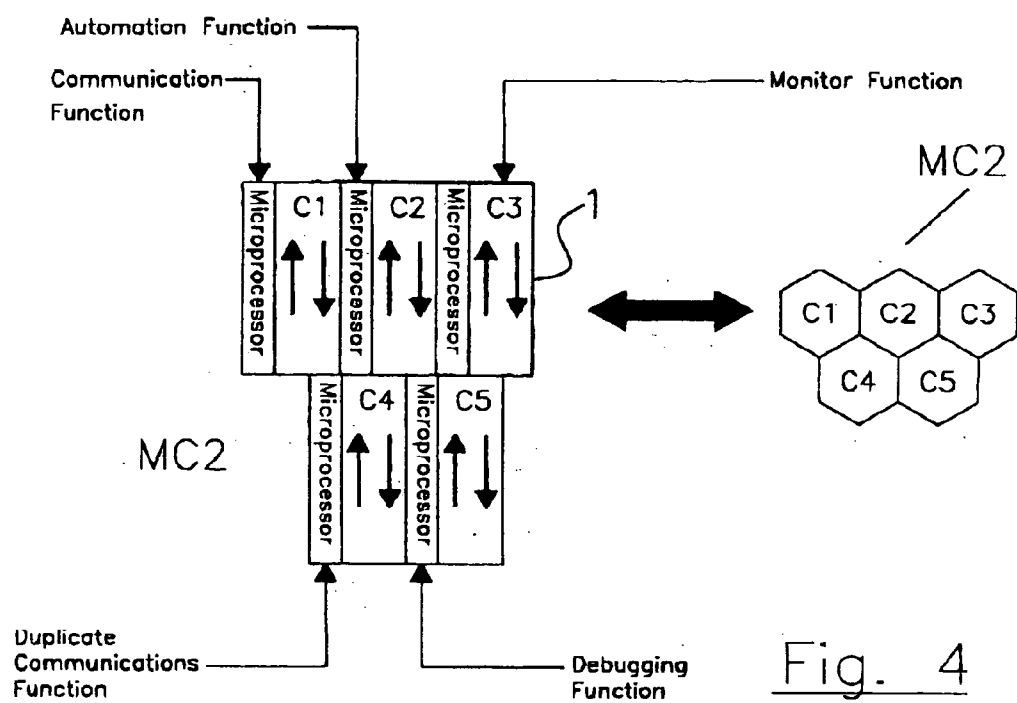 Automation Function
Communication
Function
Monitor Function
MC2
Microprocessor
C1
Microprocessor
C2
Microprocessor
C3
1
C1
C2
C3
C4
C5
Microprocessor
C4
Microprocessor
C5
MC2
Duplicate
Communications
Function
Debugging
Function
Fig. 4